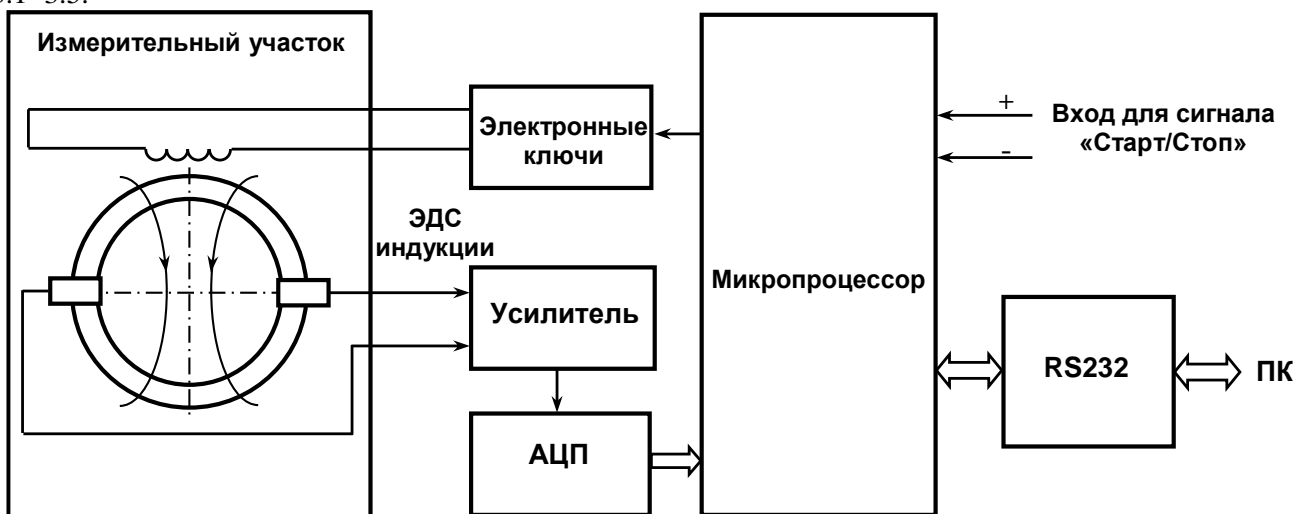 Измерительный участок
Электронные
ключи
+
-
Вход для сигнала
«Старт/Стоп»
ЭДС
индукции
Микропроцессор
Усилитель
RS232
ПК
АЦП